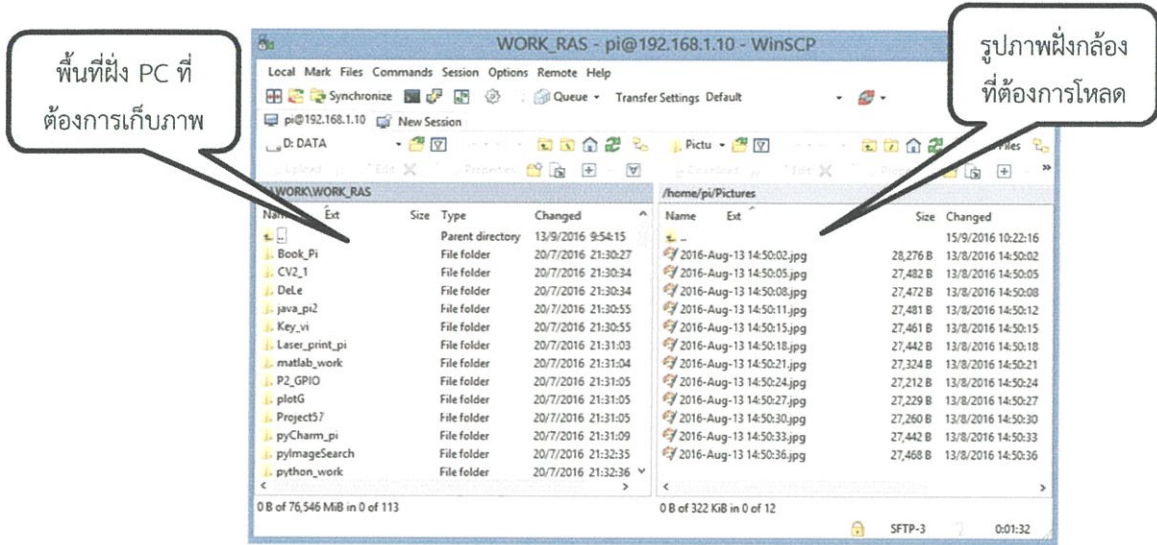 พื้นที่ฝั่ง PC ที่
ต้องการเก็บภาพ
รูปภาพฝั่งกล้อง
ที่ต้องการโหลด
WORK_RAS - pi@192.168.1.10 - WinSCP
Local Mark Files Commands Session Options Remote Help
Synchronize Queue Transfer Settings Default
pi@192.168.1.10 New Session
D: DATA Pictu
Upload Edit Properties Download Edit
WORK\WORK_RAS /home/pi/Pictures
Ext Size Type Changed
.. Parent directory 13/9/2016 9:54:15
Book_Pi File folder 20/7/2016 21:30:27
CV2_1 File folder 20/7/2016 21:30:34
DeLe File folder 20/7/2016 21:30:34
java_pi2 File folder 20/7/2016 21:30:55
Key_vi File folder 20/7/2016 21:30:55
Laser_print_pi File folder 20/7/2016 21:31:03
matlab_work File folder 20/7/2016 21:31:04
P2_GPIO File folder 20/7/2016 21:31:05
plotG File folder 20/7/2016 21:31:05
Project57 File folder 20/7/2016 21:31:05
pyCharm_pi File folder 20/7/2016 21:31:09
pyImageSearch File folder 20/7/2016 21:32:35
python_work File folder 20/7/2016 21:32:36
0 B of 76,546 MiB in 0 of 113
Name Ext Size Changed
.. 15/9/2016 10:22:16
2016-Aug-13 14:50:02.jpg 28,276 B 13/8/2016 14:50:02
2016-Aug-13 14:50:05.jpg 27,482 B 13/8/2016 14:50:05
2016-Aug-13 14:50:08.jpg 27,472 B 13/8/2016 14:50:08
2016-Aug-13 14:50:11.jpg 27,481 B 13/8/2016 14:50:12
2016-Aug-13 14:50:15.jpg 27,461 B 13/8/2016 14:50:15
2016-Aug-13 14:50:18.jpg 27,442 B 13/8/2016 14:50:18
2016-Aug-13 14:50:21.jpg 27,324 B 13/8/2016 14:50:21
2016-Aug-13 14:50:24.jpg 27,212 B 13/8/2016 14:50:24
2016-Aug-13 14:50:27.jpg 27,229 B 13/8/2016 14:50:27
2016-Aug-13 14:50:30.jpg 27,260 B 13/8/2016 14:50:30
2016-Aug-13 14:50:33.jpg 27,442 B 13/8/2016 14:50:33
2016-Aug-13 14:50:36.jpg 27,468 B 13/8/2016 14:50:36
0 B of 322 KiB in 0 of 12
SFTP-3 0:01:32